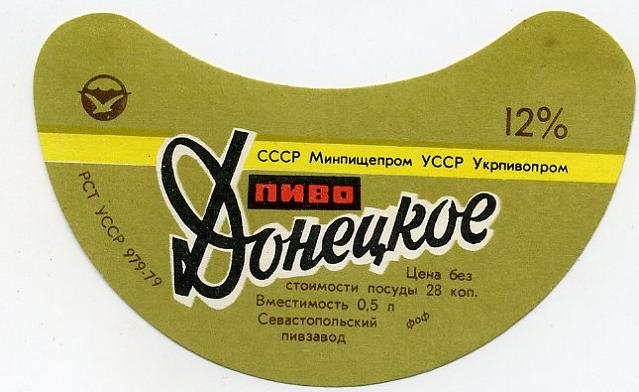 12%
СССР Минпищепром УССР Укрпивопром
пиво
Донецкое
РСТ УССР 979-79
Цена без
стоимости посуды 28 коп.
Вместимость 0,5 л
Севастопольский
пивзавод
фоф